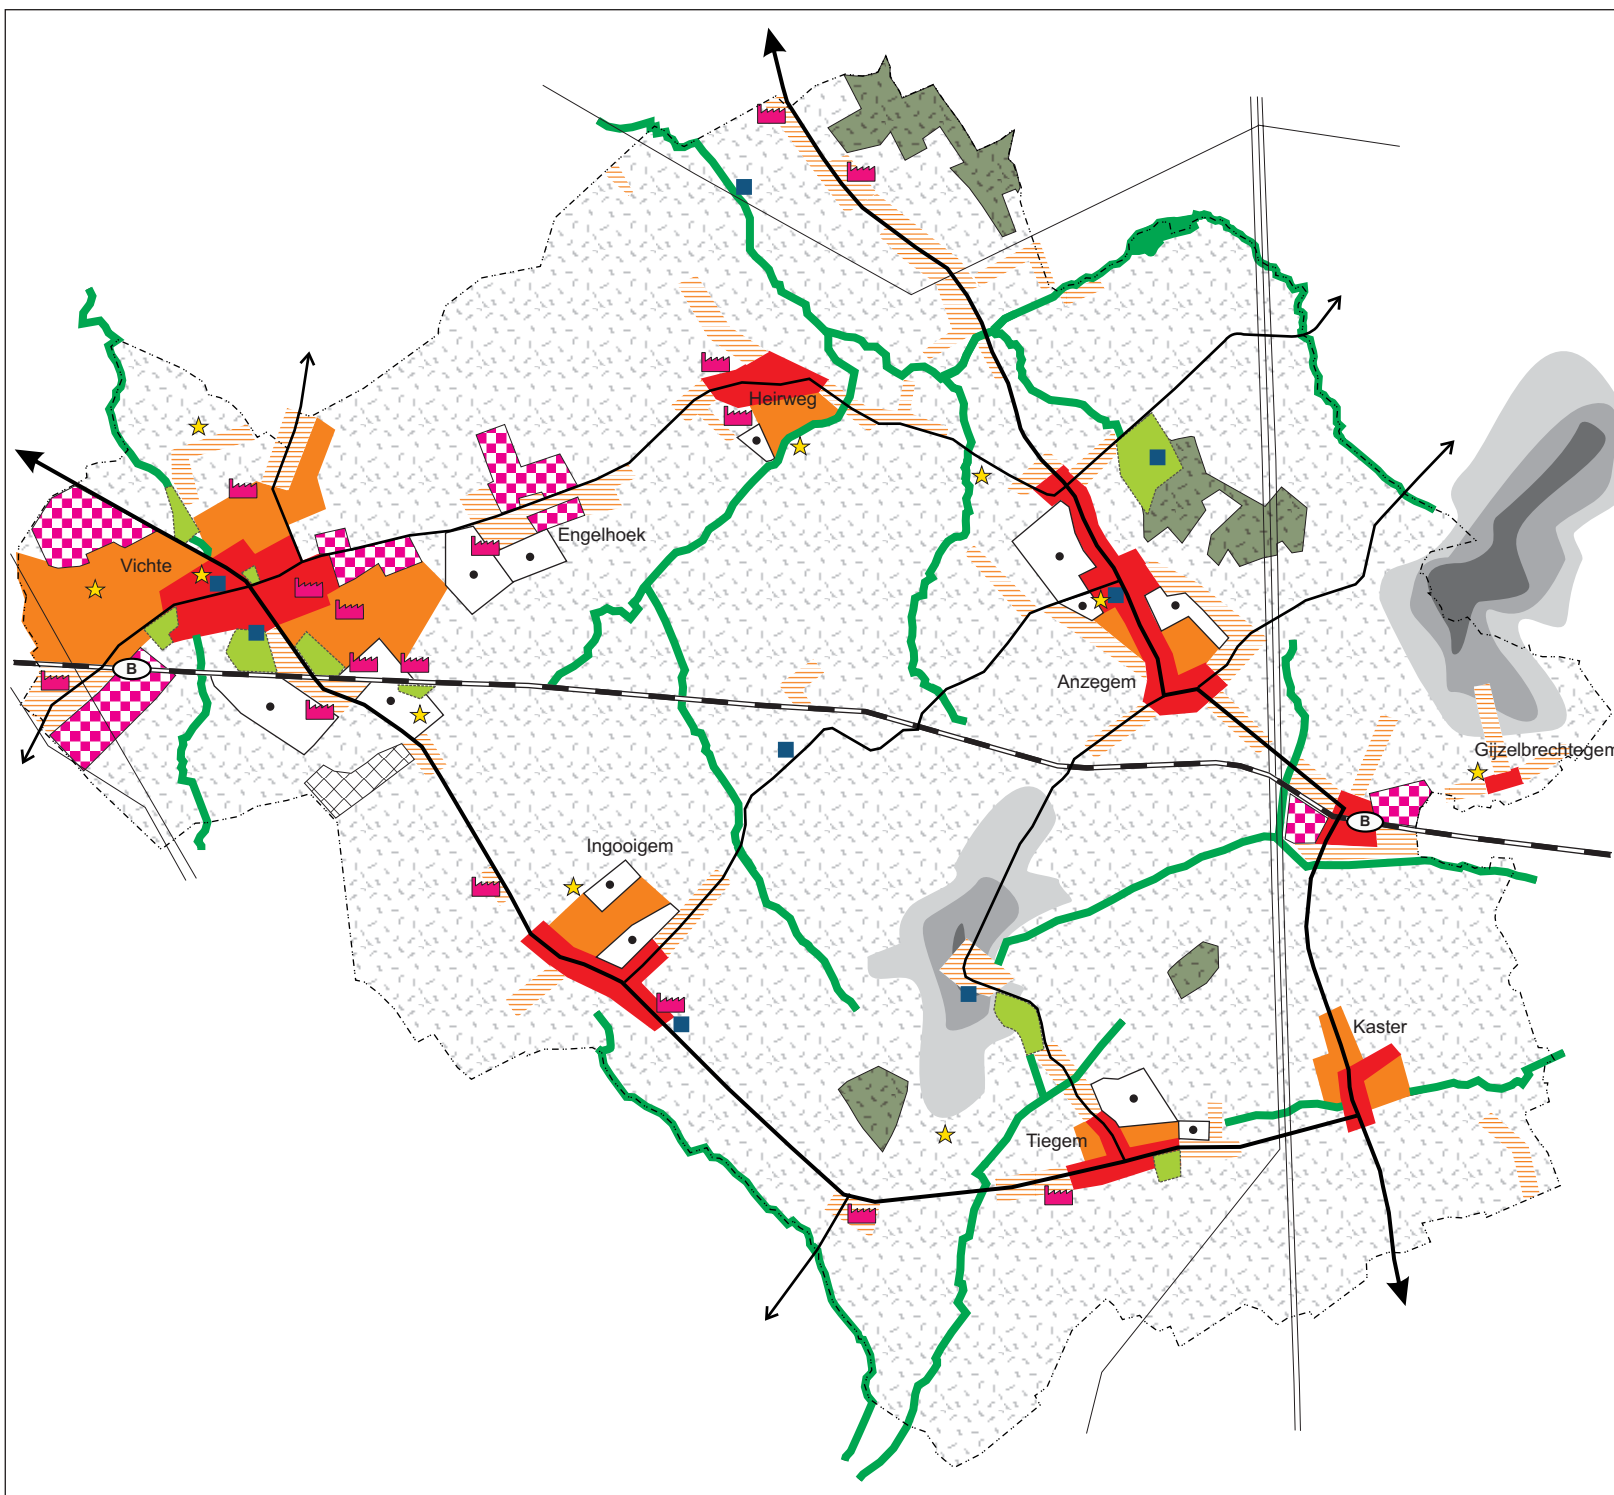 Heirweg
Engelhoek
Vichte
B
Anzegem
Gijzelbrechtegem
B
Ingooigem
Kaster
Tiegem